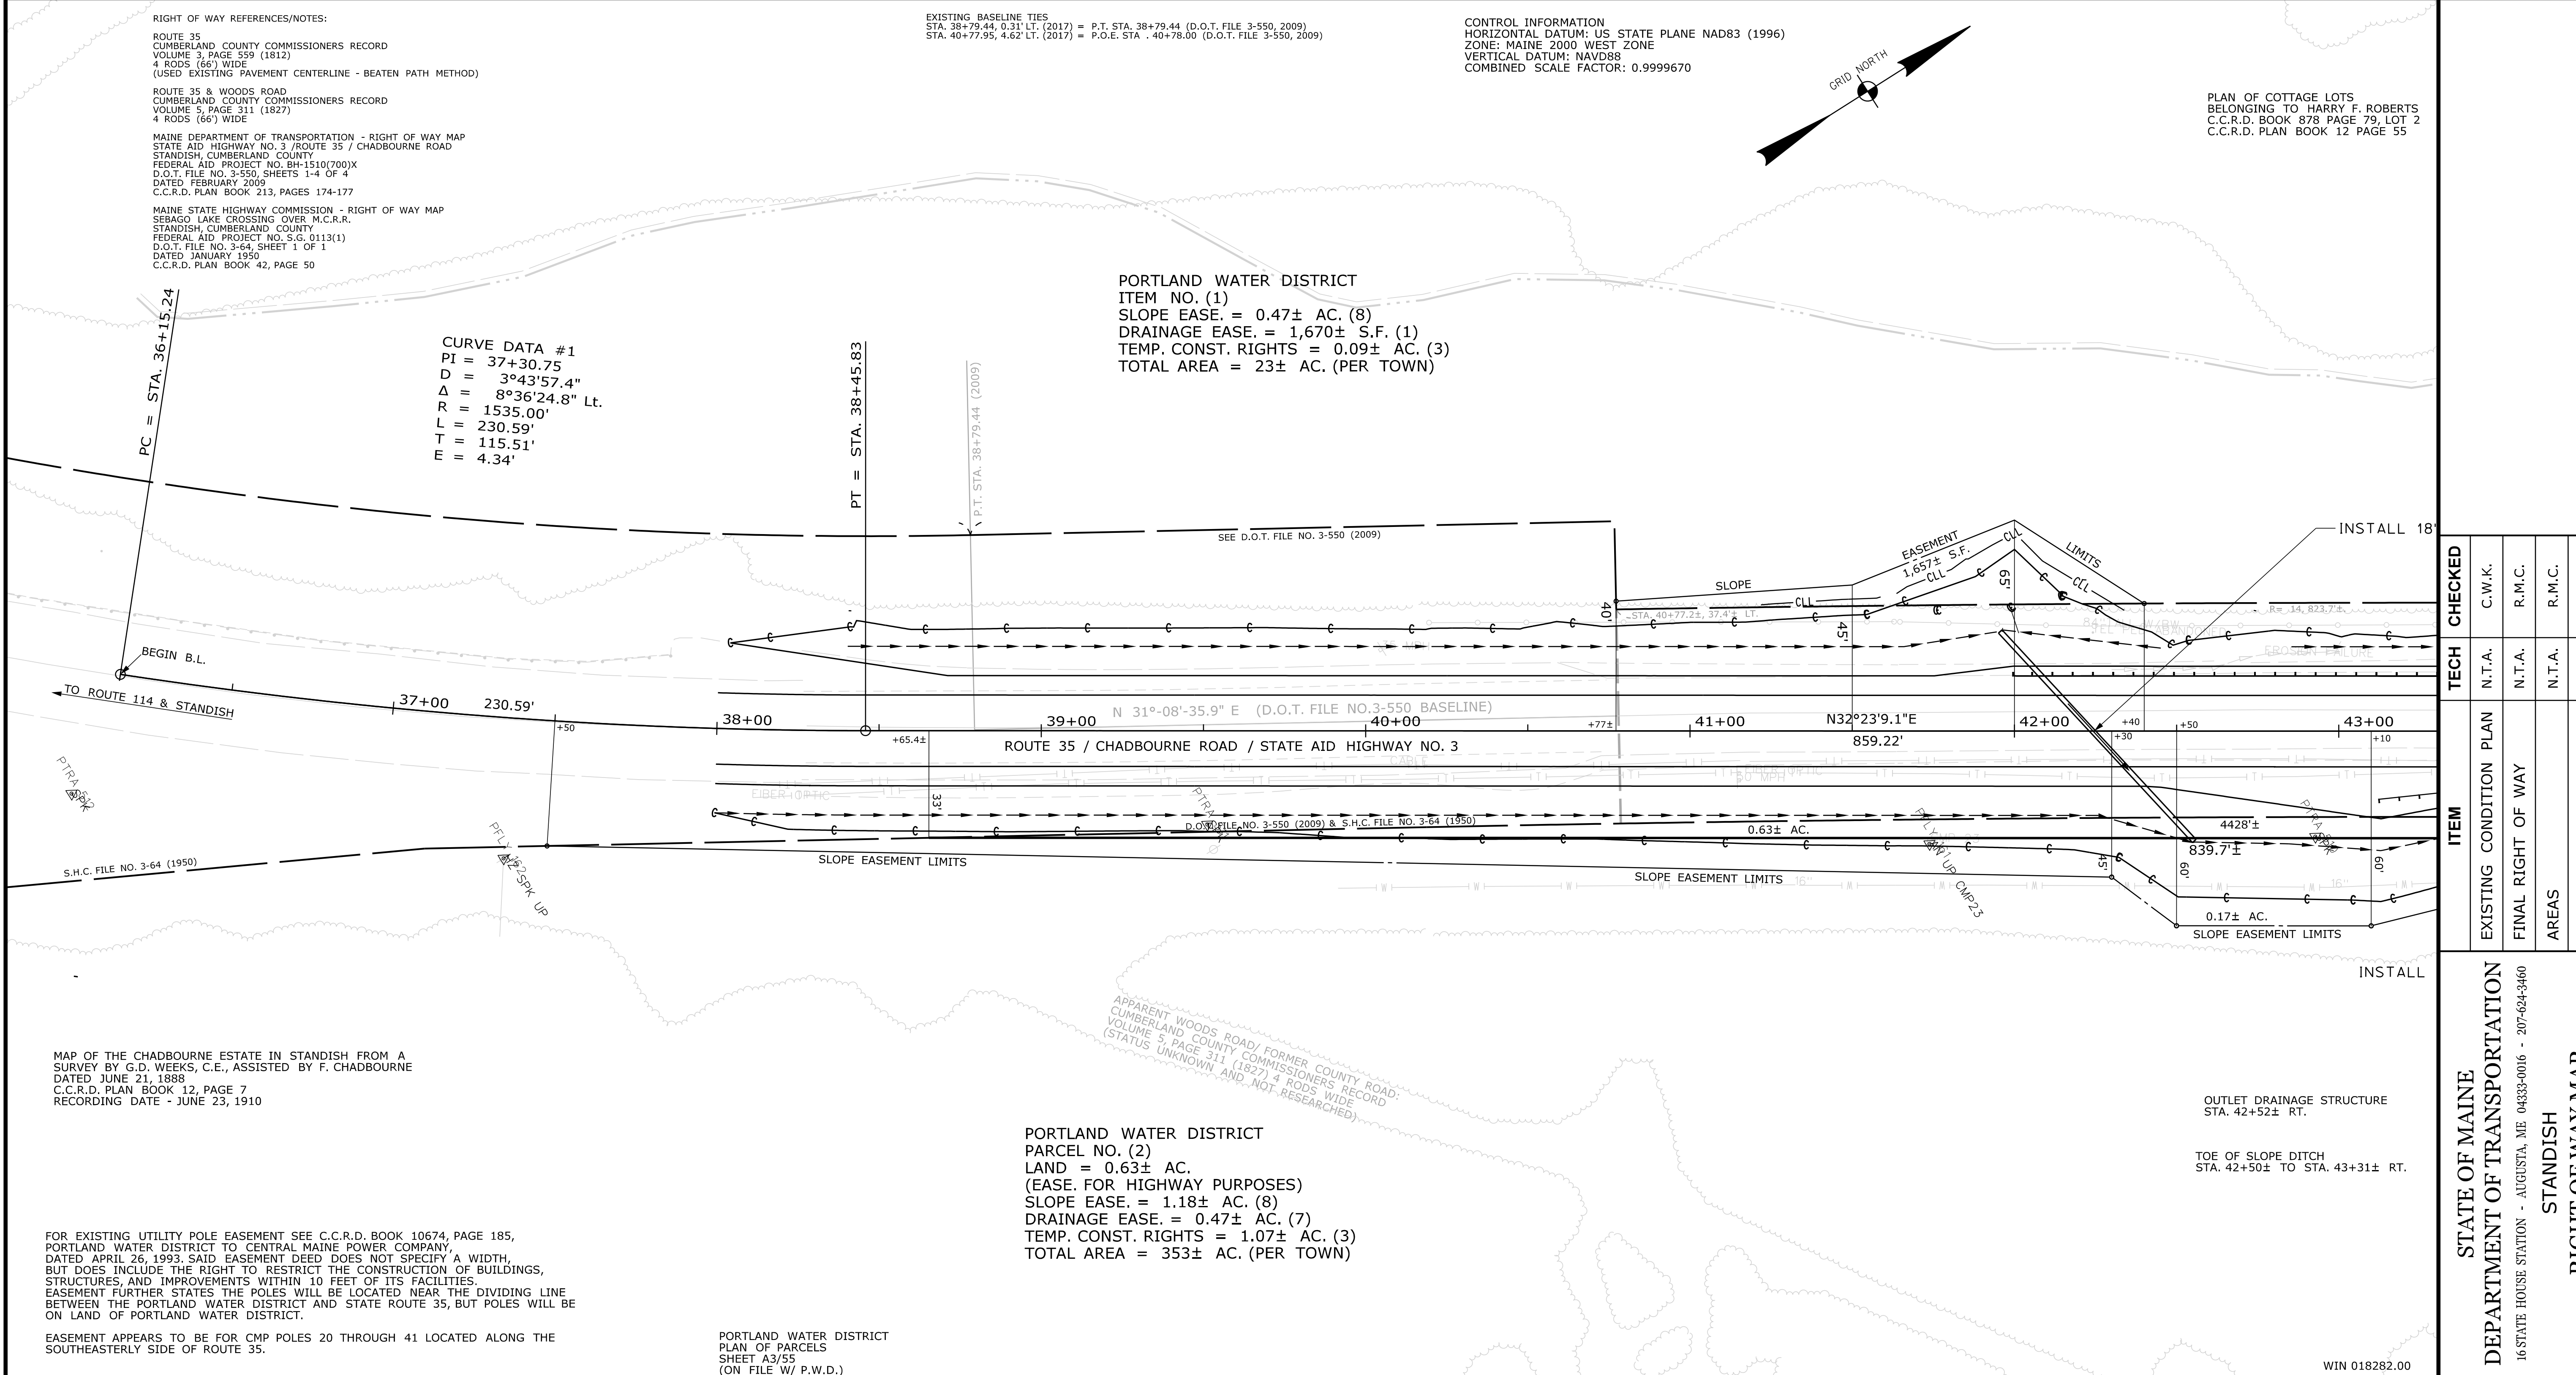 RIGHT OF WAY REFERENCES/NOTES:
ROUTE 35
CUMBERLAND COUNTY COMMISSIONERS RECORD
VOLUME 3, PAGE 559 (1812)
4 RODS (66') WIDE
(USED EXISTING PAVEMENT CENTERLINE - BEATEN PATH METHOD)
ROUTE 35 & WOODS ROAD
CUMBERLAND COUNTY COMMISSIONERS RECORD
VOLUME 5, PAGE 311 (1827)
4 RODS (66') WIDE
MAINE DEPARTMENT OF TRANSPORTATION - RIGHT OF WAY MAP
STATE AID HIGHWAY NO. 3 /ROUTE 35 / CHADBOURNE ROAD
STANDISH, CUMBERLAND COUNTY
FEDERAL AID PROJECT NO. BH-1510(700)X
D.O.T. FILE NO. 3-550, SHEETS 1-4 OF 4
DATED FEBRUARY 2009
C.C.R.D. PLAN BOOK 213, PAGES 174-177
MAINE STATE HIGHWAY COMMISSION - RIGHT OF WAY MAP
SEBAGO LAKE CROSSING OVER M.C.R.R.
STANDISH, CUMBERLAND COUNTY
FEDERAL AID PROJECT NO. S.G. 0113(1)
D.O.T. FILE NO. 3-64, SHEET 1 OF 1
DATED JANUARY 1950
C.C.R.D. PLAN BOOK 42, PAGE 50
EXISTING BASELINE TIES
STA. 38+79.44, 0.31' LT. (2017) = P.T. STA. 38+79.44 (D.O.T. FILE 3-550, 2009)
STA. 40+77.95, 4.62' LT. (2017) = P.O.E. STA . 40+78.00 (D.O.T. FILE 3-550, 2009)
CONTROL INFORMATION
HORIZONTAL DATUM: US STATE PLANE NAD83 (1996)
ZONE: MAINE 2000 WEST ZONE
VERTICAL DATUM: NAVD88
COMBINED SCALE FACTOR: 0.9999670
GRID NORTH
PLAN OF COTTAGE LOTS
BELONGING TO HARRY F. ROBERTS
C.C.R.D. BOOK 878 PAGE 79, LOT 2
C.C.R.D. PLAN BOOK 12 PAGE 55
PORTLAND WATER DISTRICT
ITEM NO. (1)
SLOPE EASE. = 0.47± AC. (8)
DRAINAGE EASE. = 1,670± S.F. (1)
TEMP. CONST. RIGHTS = 0.09± AC. (3)
TOTAL AREA = 23± AC. (PER TOWN)
PC = STA. 36+15.24
CURVE DATA #1
PI = 37+30.75
D = 3°43'57.4"
Δ = 8°36'24.8" Lt.
R = 1535.00'
L = 230.59'
T = 115.51'
E = 4.34'
PT = STA. 38+45.83
P.T. STA. 38+79.44 (2009)
SEE D.O.T. FILE NO. 3-550 (2009)
EASEMENT
1,657± S.F.
LIMITS
CLL
CLL
CLL
CLL
INSTALL 18"
SLOPE
40'
45'
65'
STA. 40+77.2±, 37.4'± LT.
R= 14, 823.7'±
EROSION FAILURE
BEGIN B.L.
TO ROUTE 114 & STANDISH
37+00
230.59'
+50
38+00
+65.4±
39+00
N 31°-08'-35.9" E (D.O.T. FILE NO.3-550 BASELINE)
40+00
+77±
41+00
N32°23'9.1"E
859.22'
42+00
+40
+30
+50
43+00
+10
ROUTE 35 / CHADBOURNE ROAD / STATE AID HIGHWAY NO. 3
CABLE
FIBER OPTIC
FIBER OPTIC
33'
D.O.T. FILE NO. 3-550 (2009) & S.H.C. FILE NO. 3-64 (1950)
0.63± AC.
4428'±
839.7'±
S.H.C. FILE NO. 3-64 (1950)
SLOPE EASEMENT LIMITS
SLOPE EASEMENT LIMITS
16"
16"
45'
60'
60'
0.17± AC.
SLOPE EASEMENT LIMITS
INSTALL
APPARENT WOODS ROAD/ FORMER COUNTY ROAD:
CUMBERLAND COUNTY COMMISSIONERS RECORD
VOLUME 5, PAGE 311 (1827) 4 RODS WIDE
(STATUS UNKNOWN AND NOT RESEARCHED)
MAP OF THE CHADBOURNE ESTATE IN STANDISH FROM A
SURVEY BY G.D. WEEKS, C.E., ASSISTED BY F. CHADBOURNE
DATED JUNE 21, 1888
C.C.R.D. PLAN BOOK 12, PAGE 7
RECORDING DATE - JUNE 23, 1910
PORTLAND WATER DISTRICT
PARCEL NO. (2)
LAND = 0.63± AC.
(EASE. FOR HIGHWAY PURPOSES)
SLOPE EASE. = 1.18± AC. (8)
DRAINAGE EASE. = 0.47± AC. (7)
TEMP. CONST. RIGHTS = 1.07± AC. (3)
TOTAL AREA = 353± AC. (PER TOWN)
OUTLET DRAINAGE STRUCTURE
STA. 42+52± RT.
TOE OF SLOPE DITCH
STA. 42+50± TO STA. 43+31± RT.
FOR EXISTING UTILITY POLE EASEMENT SEE C.C.R.D. BOOK 10674, PAGE 185,
PORTLAND WATER DISTRICT TO CENTRAL MAINE POWER COMPANY,
DATED APRIL 26, 1993. SAID EASEMENT DEED DOES NOT SPECIFY A WIDTH,
BUT DOES INCLUDE THE RIGHT TO RESTRICT THE CONSTRUCTION OF BUILDINGS,
STRUCTURES, AND IMPROVEMENTS WITHIN 10 FEET OF ITS FACILITIES.
EASEMENT FURTHER STATES THE POLES WILL BE LOCATED NEAR THE DIVIDING LINE
BETWEEN THE PORTLAND WATER DISTRICT AND STATE ROUTE 35, BUT POLES WILL BE
ON LAND OF PORTLAND WATER DISTRICT.
EASEMENT APPEARS TO BE FOR CMP POLES 20 THROUGH 41 LOCATED ALONG THE
SOUTHEASTERLY SIDE OF ROUTE 35.
PORTLAND WATER DISTRICT
PLAN OF PARCELS
SHEET A3/55
(ON FILE W/ P.W.D.)
WIN 018282.00
ITEM TECH CHECKED
EXISTING CONDITION PLAN N.T.A. C.W.K.
FINAL RIGHT OF WAY N.T.A. R.M.C.
AREAS N.T.A. R.M.C.
STATE OF MAINE
DEPARTMENT OF TRANSPORTATION
16 STATE HOUSE STATION - AUGUSTA, ME 04333-0016 - 207-624-3460
STANDISH
RIGHT OF WAY MAP